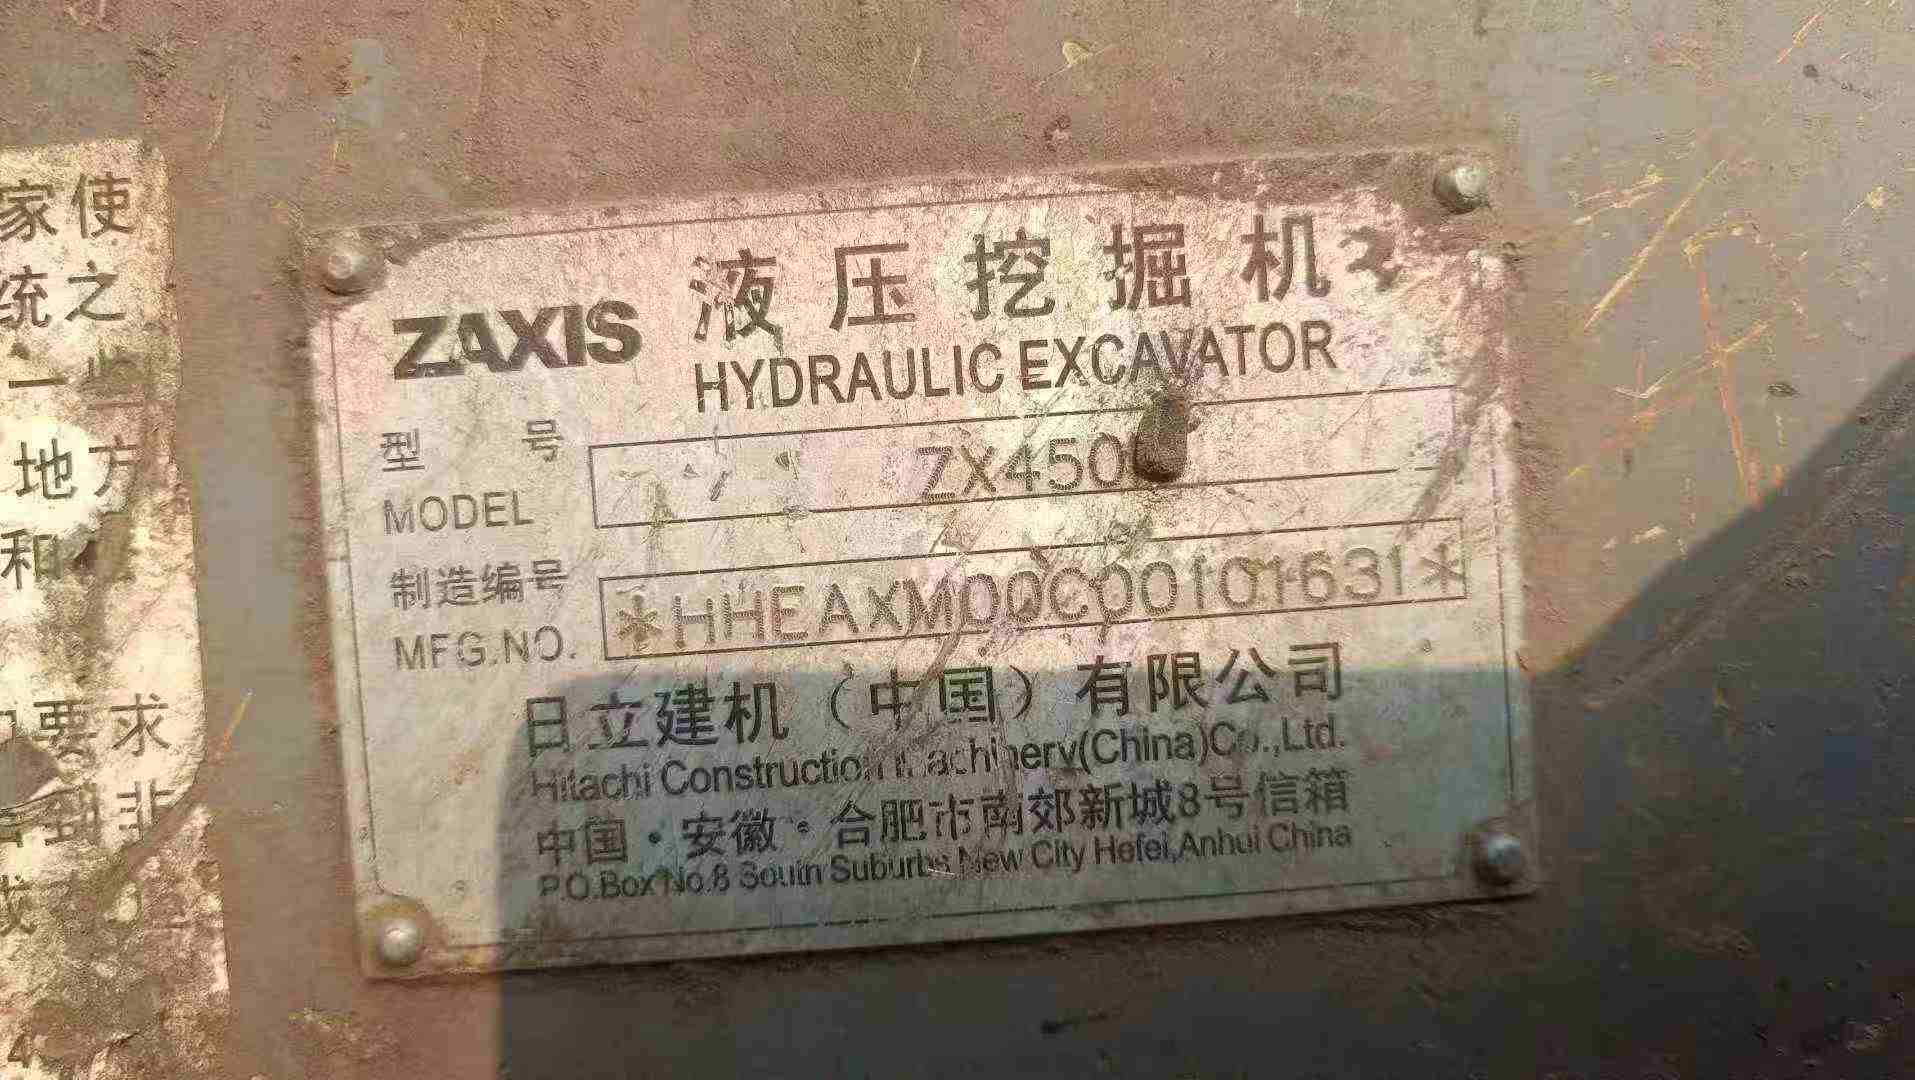 家使
统之
一些
地方
和
要求
ZAXIS 液压挖掘机
HYDRAULIC EXCAVATOR
型号
MODEL ZX450
制造编号
MFG.NO. *HHEAXM00C00101631*
日立建机（中国）有限公司
Hitachi Construction Machinery(China)Co.,Ltd.
中国·安徽·合肥市南郊新城8号信箱
P.O.Box No.8 South Suburbs New City Hefei,Anhui China